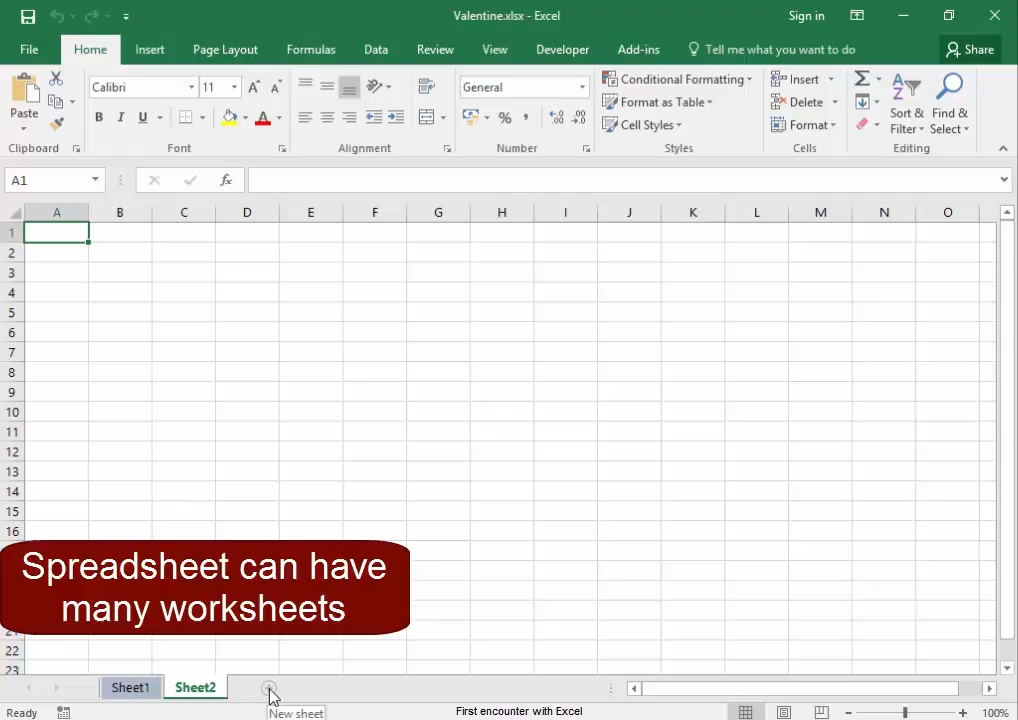 Valentine.xlsx - Excel
Sign in
File Home Insert Page Layout Formulas Data Review View Developer Add-ins Tell me what you want to do Share
Calibri 11 General Conditional Formatting Insert Σ
Paste B I U A % , .00 Format as Table Delete Sort & Find &
Cell Styles Format Filter Select
Clipboard Font Alignment Number Styles Cells Editing
A1 fx
A B C D E F G H I J K L M N O
1
2
3
4
5
6
7
8
9
10
11
12
13
14
15
16
Spreadsheet can have
many worksheets
22
23
Sheet1 Sheet2
New sheet
Ready First encounter with Excel 100%